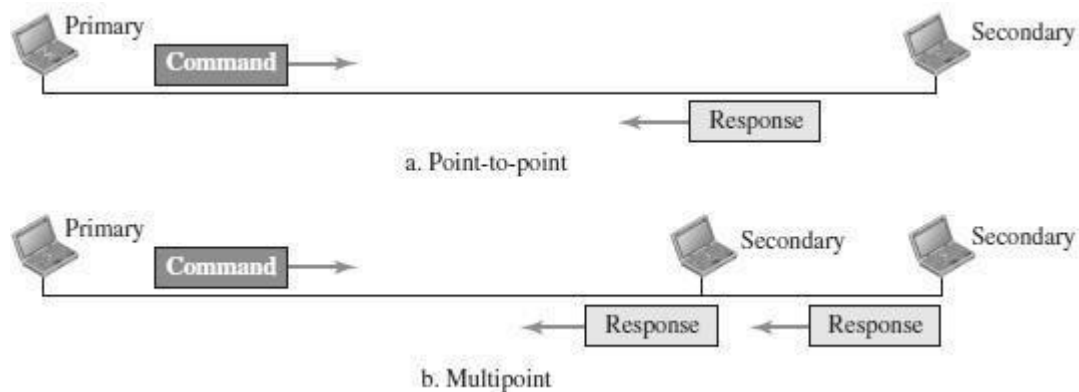 Primary
Secondary
Command
Response
a. Point-to-point
Primary
Secondary
Secondary
Command
Response
Response
b. Multipoint